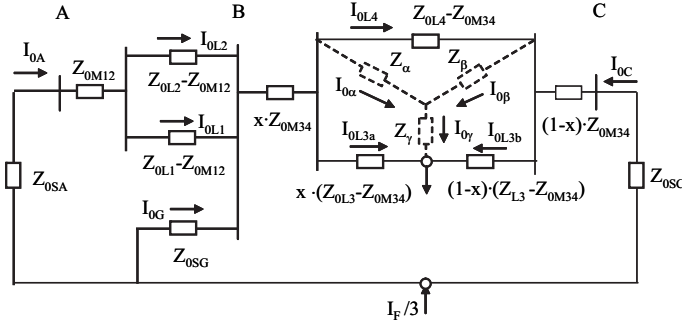 A B C
I0L4 Z0L4-Z0M34
I0A Z0M12 I0L2 I0C
Z0L2-Z0M12 Zα Zβ
x·Z0M34 I0α I0β
I0L1 I0L3a Zγ I0γ I0L3b (1-x)·Z0M34
Z0L1-Z0M12
Z0SA x·(Z0L3-Z0M34) (1-x)·(ZL3-Z0M34) Z0SC
I0G
Z0SG
IF/3